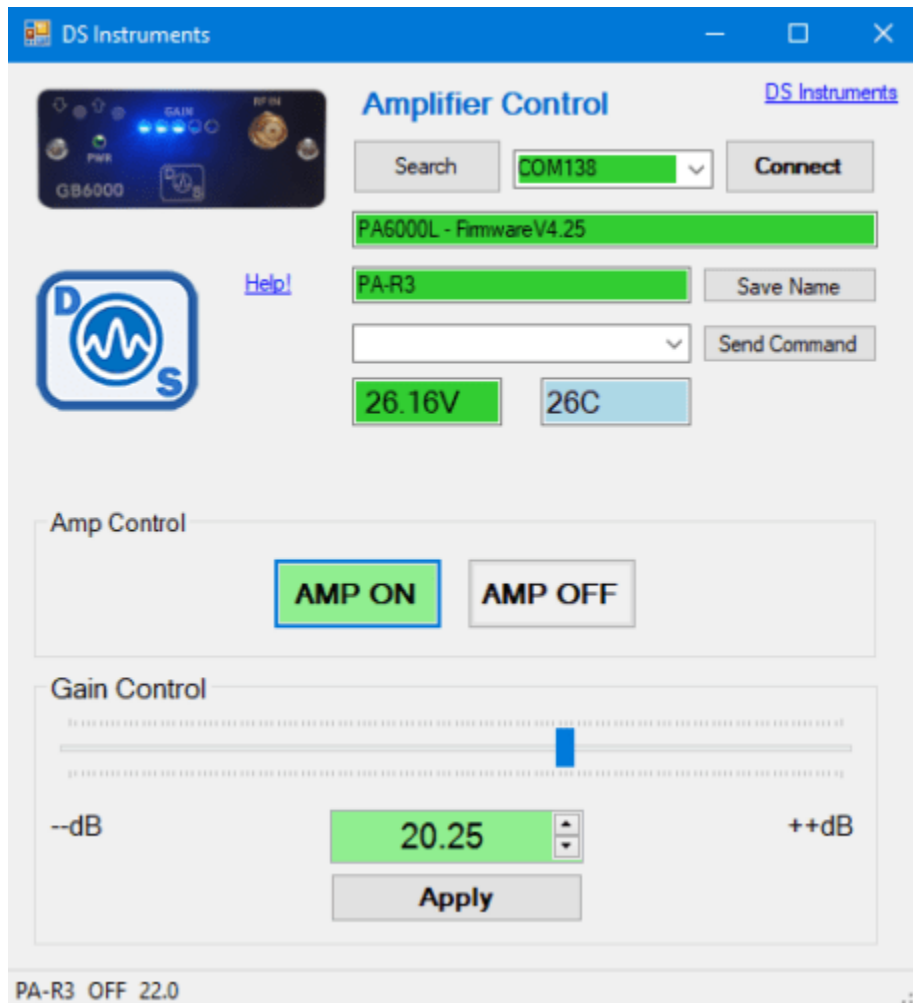 DS Instruments
GAIN
RF IN
PWR
GB6000
D S
Amplifier Control
DS Instruments
Search
COM138
Connect
PA6000L - FirmwareV4.25
Help!
PA-R3
Save Name
Send Command
D
S
26.16V
26C
Amp Control
AMP ON
AMP OFF
Gain Control
--dB
20.25
++dB
Apply
PA-R3 OFF 22.0